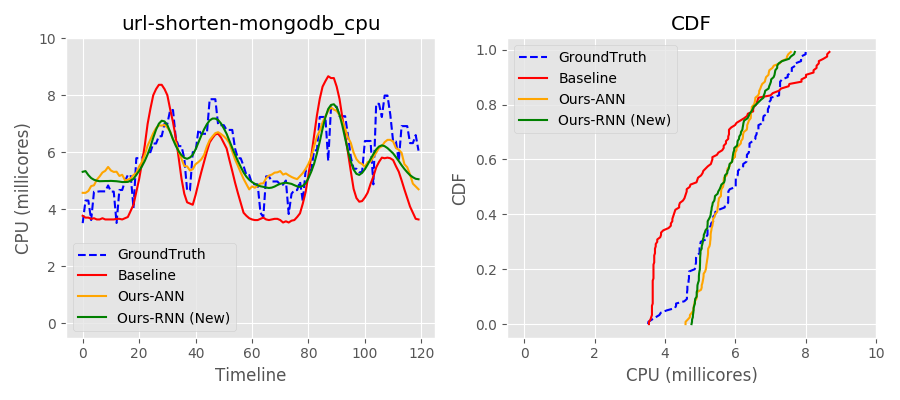 url-shorten-mongodb_cpu
CPU (millicores)
10
8
6
4
2
0
GroundTruth
Baseline
Ours-ANN
Ours-RNN (New)
0 20 40 60 80 100 120
Timeline
CDF
CDF
1.0
0.8
0.6
0.4
0.2
0.0
GroundTruth
Baseline
Ours-ANN
Ours-RNN (New)
0 2 4 6 8 10
CPU (millicores)